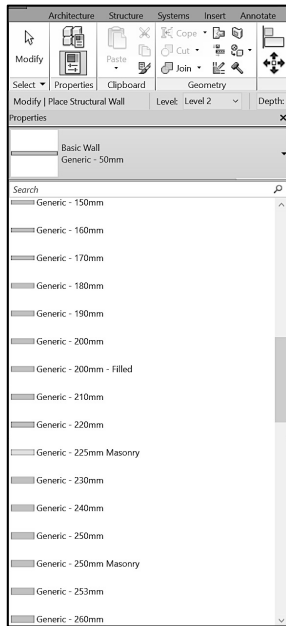 Architecture Structure Systems Insert Annotate
Modify
Paste
Cope
Cut
Join
Select Properties Clipboard Geometry
Modify | Place Structural Wall Level: Level 2 Depth:
Properties
Basic Wall
Generic - 50mm
Search
Generic - 150mm
Generic - 160mm
Generic - 170mm
Generic - 180mm
Generic - 190mm
Generic - 200mm
Generic - 200mm - Filled
Generic - 210mm
Generic - 220mm
Generic - 225mm Masonry
Generic - 230mm
Generic - 240mm
Generic - 250mm
Generic - 250mm Masonry
Generic - 253mm
Generic - 260mm